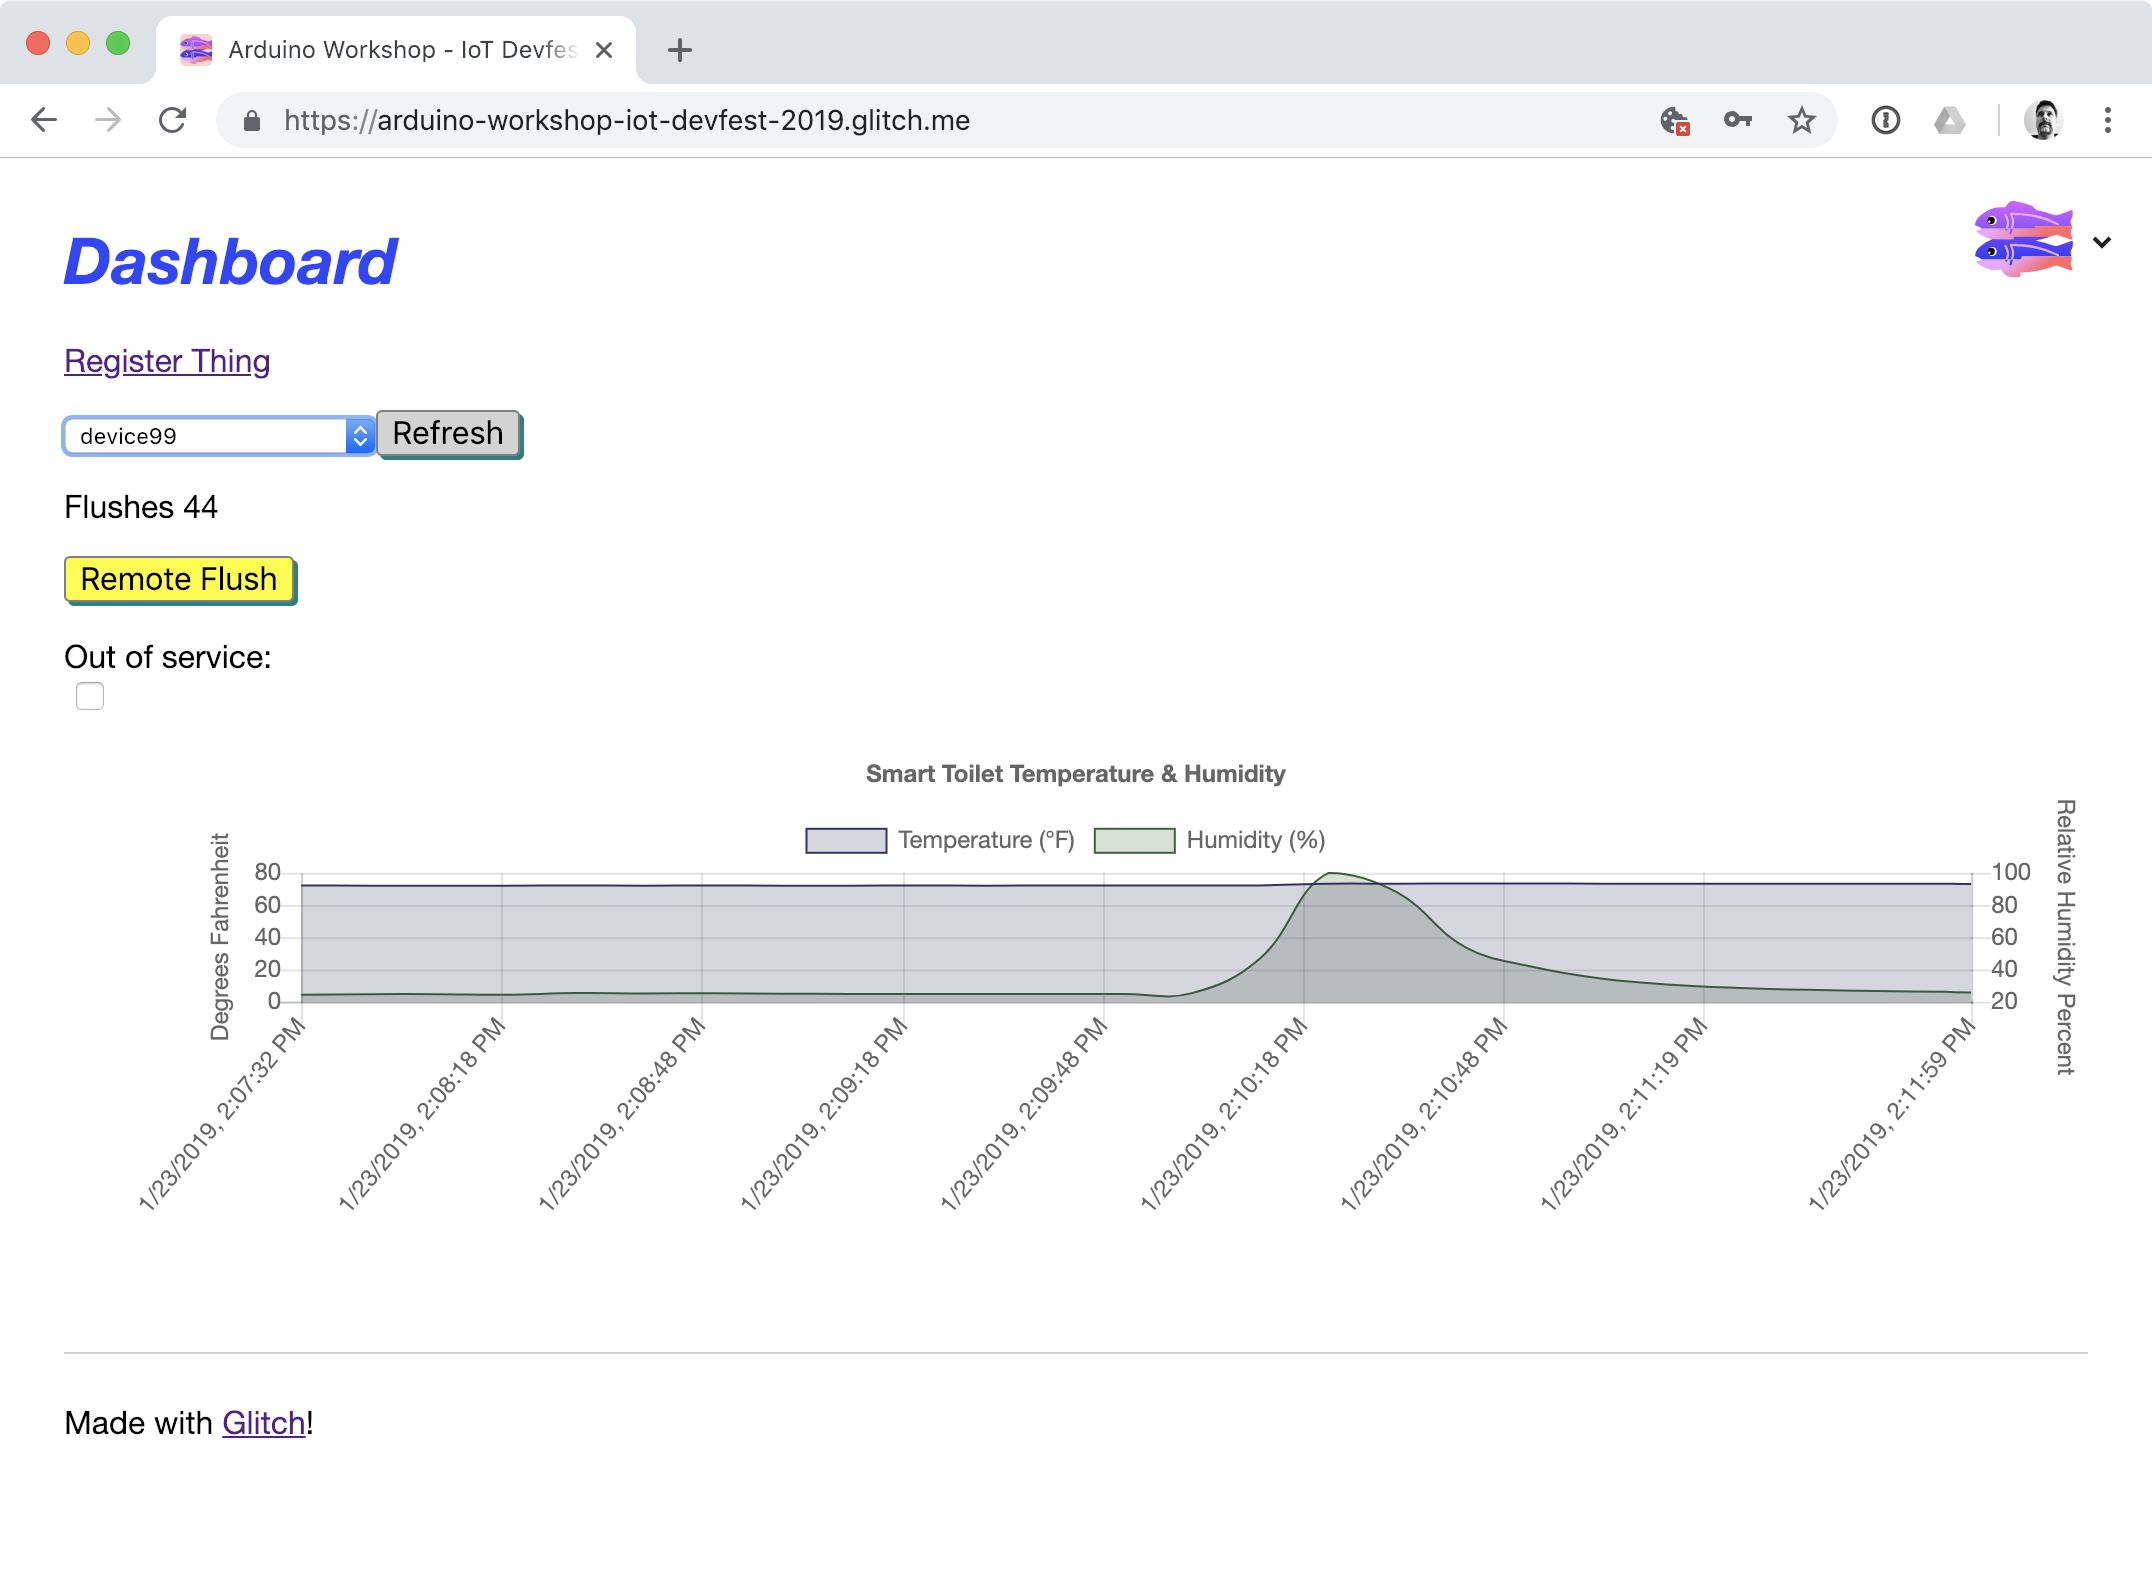 Arduino Workshop - IoT Devfes
https://arduino-workshop-iot-devfest-2019.glitch.me
Dashboard
Register Thing
device99 Refresh
Flushes 44
Remote Flush
Out of service:
Smart Toilet Temperature & Humidity
Temperature (°F) Humidity (%)
Degrees Fahrenheit
80
60
40
20
0
Relative Humidity Percent
100
80
60
40
20
1/23/2019, 2:07:32 PM
1/23/2019, 2:08:18 PM
1/23/2019, 2:08:48 PM
1/23/2019, 2:09:18 PM
1/23/2019, 2:09:48 PM
1/23/2019, 2:10:18 PM
1/23/2019, 2:10:48 PM
1/23/2019, 2:11:19 PM
1/23/2019, 2:11:59 PM
Made with Glitch!